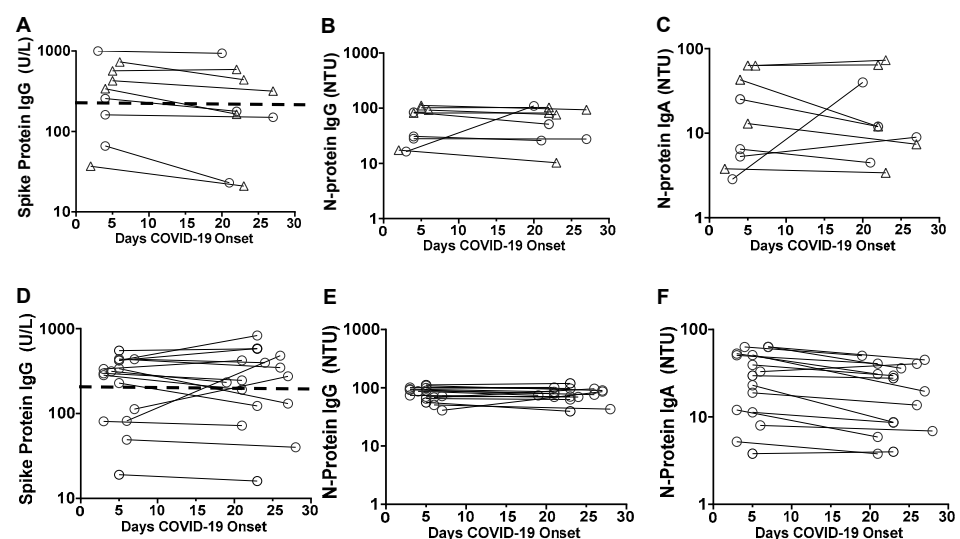 A
Spike Protein IgG (U/L)
1000
100
10
0 5 10 15 20 25 30
Days COVID-19 Onset
B
N-protein IgG (NTU)
1000
100
10
1
0 5 10 15 20 25 30
Days COVID-19 Onset
C
N-protein IgA (NTU)
100
10
1
0 5 10 15 20 25 30
Days COVID-19 Onset
D
Spike Protein IgG (U/L)
1000
100
10
0 5 10 15 20 25 30
Days COVID-19 Onset
E
N-Protein IgG (NTU)
1000
100
10
1
0 5 10 15 20 25 30
Days COVID-19 Onset
F
N-Protein IgA (NTU)
100
10
1
0 5 10 15 20 25 30
Days COVID-19 Onset